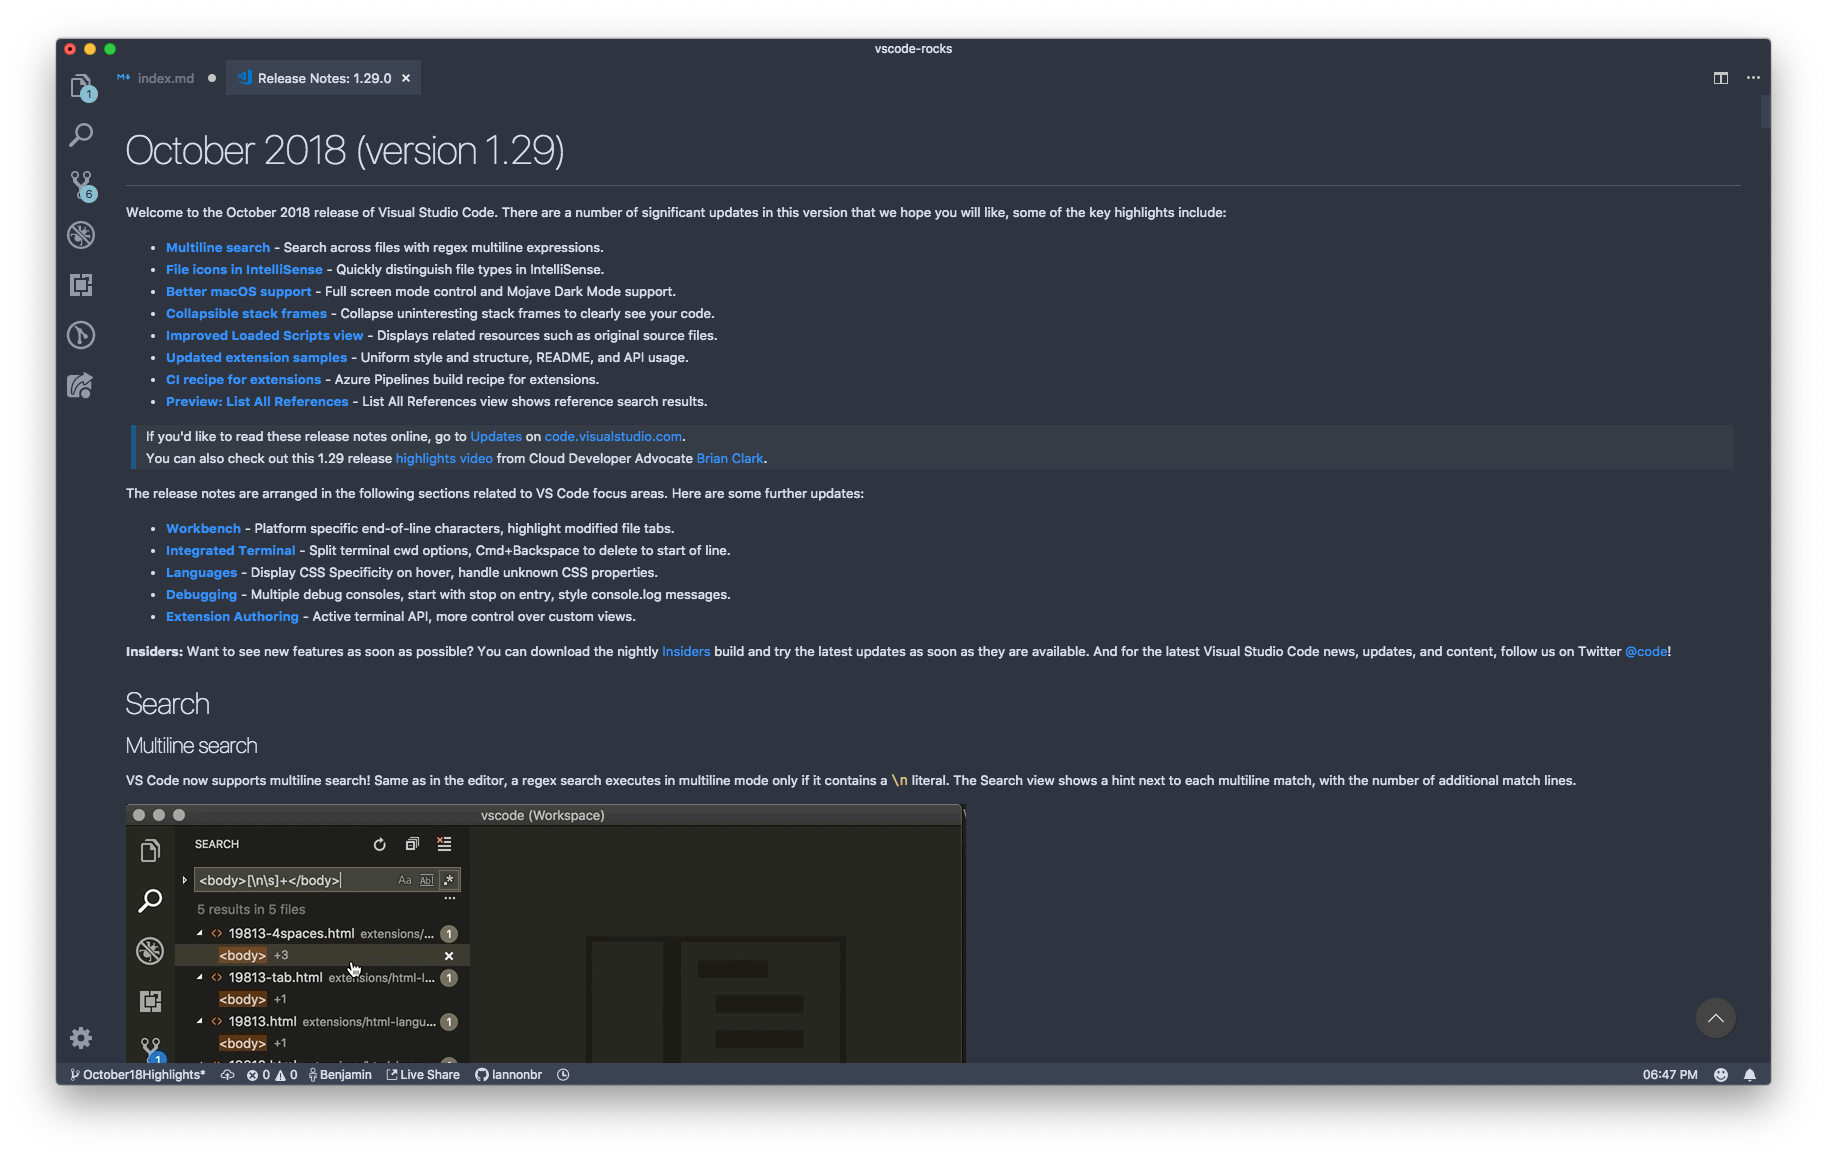 vscode-rocks
index.md
Release Notes: 1.29.0
1
6
October 2018 (version 1.29)
Welcome to the October 2018 release of Visual Studio Code. There are a number of significant updates in this version that we hope you will like, some of the key highlights include:
• Multiline search - Search across files with regex multiline expressions.
• File icons in IntelliSense - Quickly distinguish file types in IntelliSense.
• Better macOS support - Full screen mode control and Mojave Dark Mode support.
• Collapsible stack frames - Collapse uninteresting stack frames to clearly see your code.
• Improved Loaded Scripts view - Displays related resources such as original source files.
• Updated extension samples - Uniform style and structure, README, and API usage.
• CI recipe for extensions - Azure Pipelines build recipe for extensions.
• Preview: List All References - List All References view shows reference search results.
If you'd like to read these release notes online, go to Updates on code.visualstudio.com.
You can also check out this 1.29 release highlights video from Cloud Developer Advocate Brian Clark.
The release notes are arranged in the following sections related to VS Code focus areas. Here are some further updates:
• Workbench - Platform specific end-of-line characters, highlight modified file tabs.
• Integrated Terminal - Split terminal cwd options, Cmd+Backspace to delete to start of line.
• Languages - Display CSS Specificity on hover, handle unknown CSS properties.
• Debugging - Multiple debug consoles, start with stop on entry, style console.log messages.
• Extension Authoring - Active terminal API, more control over custom views.
Insiders: Want to see new features as soon as possible? You can download the nightly Insiders build and try the latest updates as soon as they are available. And for the latest Visual Studio Code news, updates, and content, follow us on Twitter @code!
Search
Multiline search
VS Code now supports multiline search! Same as in the editor, a regex search executes in multiline mode only if it contains a \n literal. The Search view shows a hint next to each multiline match, with the number of additional match lines.
vscode (Workspace)
SEARCH
<body>[\n\s]+</body> Aa Abl .*
5 results in 5 files
19813-4spaces.html extensions/... 1
<body> +3
19813-tab.html extensions/html-l... 1
<body> +1
19813.html extensions/html-langu... 1
<body> +1
1
October18Highlights* 0 0 Benjamin Live Share lannonbr 06:47 PM